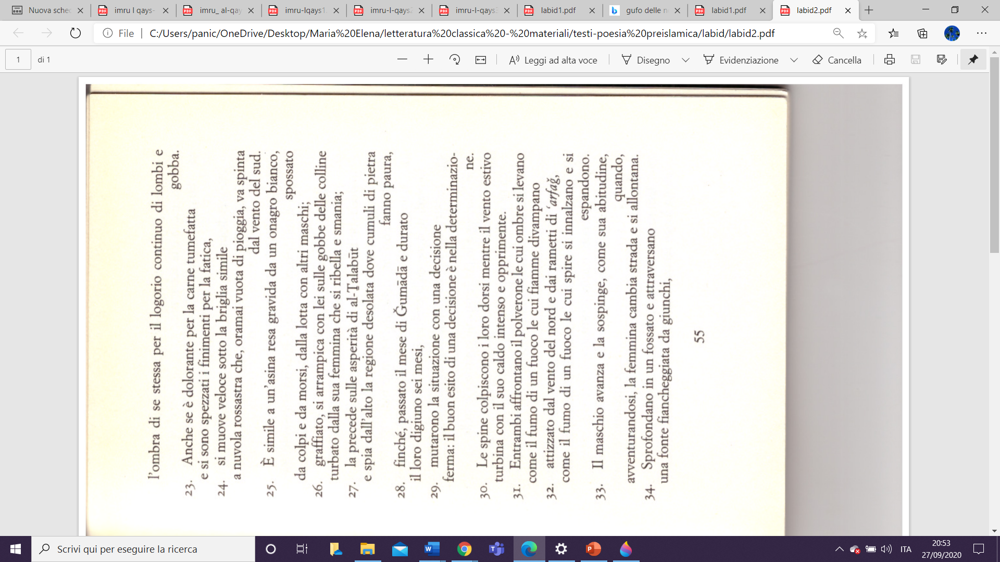 Nuova sche
imru l qays-
imru_ al-qay
imru-lqays1
imru-l-qays2
imru-l-qays3
labid1.pdf
gufo delle n
labid1.pdf
labid2.pdf
File
C:/Users/panic/OneDrive/Desktop/Maria%20Elena/letteratura%20classica%20-%20materiali/testi-poesia%20preislamica/labid/labid2.pdf
1 di 1
Leggi ad alta voce
Disegno
Evidenziazione
Cancella
l'ombra di se stessa per il logorio continuo di lombi e
gobba.
23. Anche se è dolorante per la carne tumefatta
e si sono spezzati i finimenti per la fatica,
24. si muove veloce sotto la briglia simile
a nuvola rossastra che, oramai vuota di pioggia, va spinta
dal vento del sud.
25. È simile a un'asina resa gravida da un onagro bianco,
spossato
da colpi e da morsi, dalla lotta con altri maschi;
26. graffiato, si arrampica con lei sulle gobbe delle colline
turbato dalla sua femmina che si ribella e smania;
27. la precede sulle asperità di al-Ṯalabūt
e spia dall'alto la regione desolata dove cumuli di pietra
fanno paura,
28. finché, passato il mese di Ǧumādā e durato
il loro digiuno sei mesi,
29. mutarono la situazione con una decisione
ferma: il buon esito di una decisione è nella determinazio-
ne.
30. Le spine colpiscono i loro dorsi mentre il vento estivo
turbina con il suo caldo intenso e opprimente.
31. Entrambi affrontano il polverone le cui ombre si levano
come il fumo di un fuoco le cui fiamme divampano
32. attizzato dal vento del nord e dai rametti di ‘arfaǧ,
come il fumo di un fuoco le cui spire si innalzano e si
espandono.
33. Il maschio avanza e la sospinge, come sua abitudine,
quando,
avventurandosi, la femmina cambia strada e si allontana.
34. Sprofondano in un fossato e attraversano
una fonte fiancheggiata da giunchi,
55
Scrivi qui per eseguire la ricerca
ITA
20:53
27/09/2020